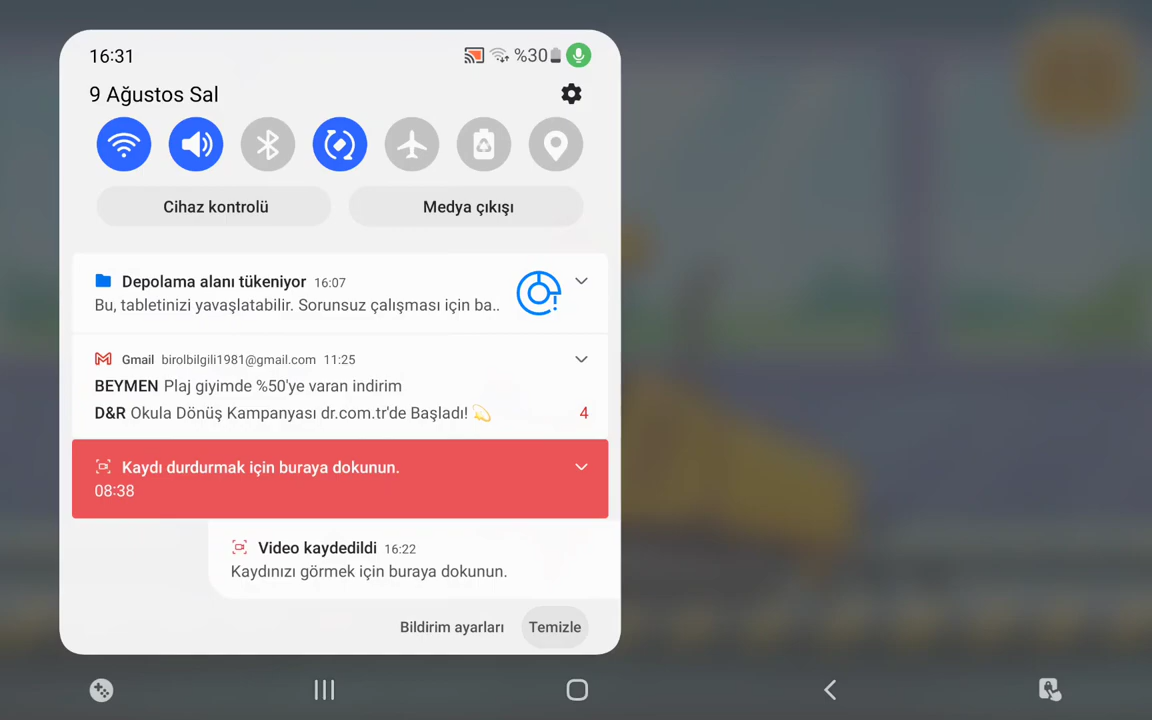 16:31
%30
9 Ağustos Sal
Cihaz kontrolü
Medya çıkışı
Depolama alanı tükeniyor 16:07
Bu, tabletinizi yavaşlatabilir. Sorunsuz çalışması için ba..
Gmail birolbilgili1981@gmail.com 11:25
BEYMEN Plaj giyimde %50'ye varan indirim
D&R Okula Dönüş Kampanyası dr.com.tr'de Başladı! 💫 4
Kaydı durdurmak için buraya dokunun.
08:38
Video kaydedildi 16:22
Kaydınızı görmek için buraya dokunun.
Bildirim ayarları
Temizle